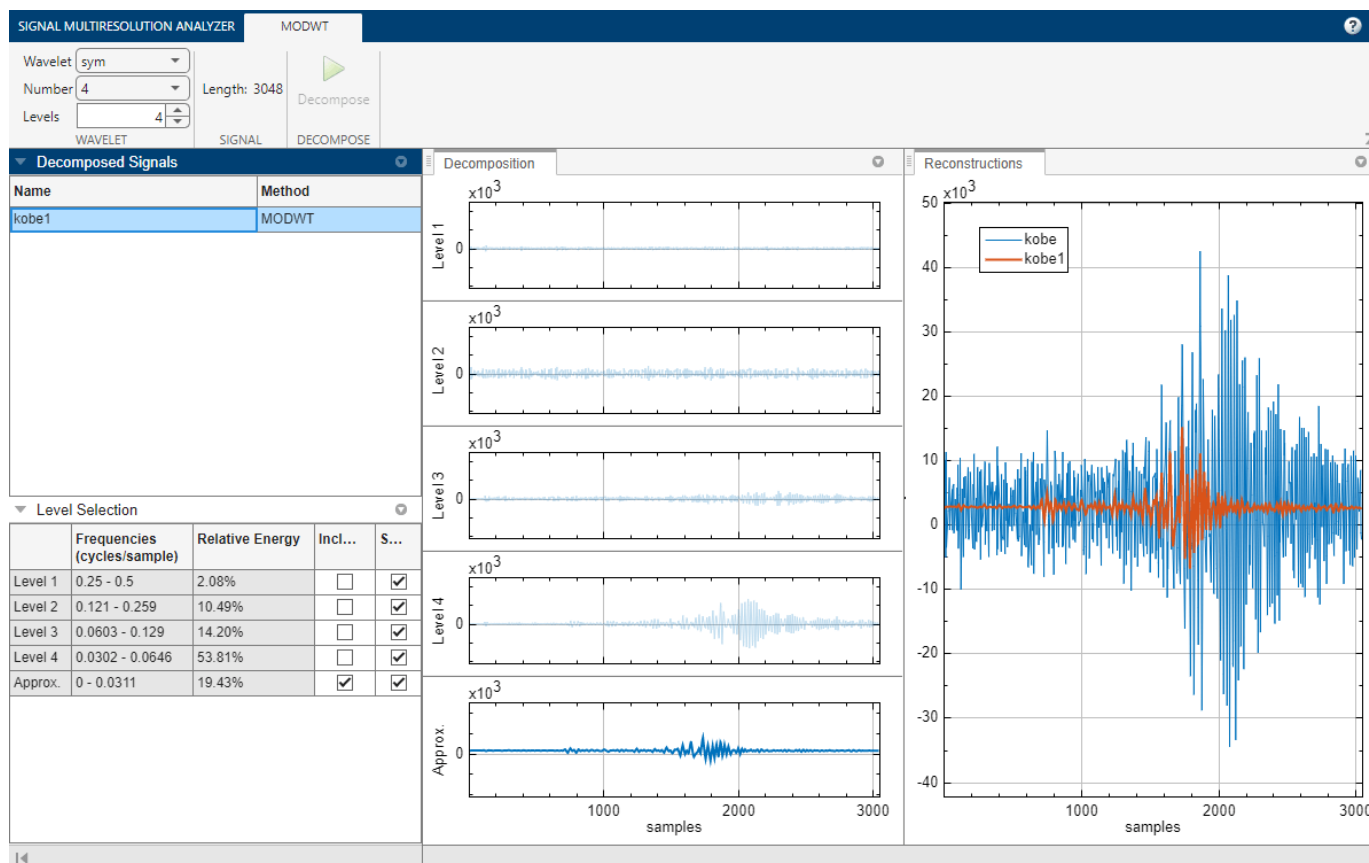 SIGNAL MULTIRESOLUTION ANALYZER MODWT ?
Wavelet sym
Number 4
Levels 4
WAVELET
Length: 3048
SIGNAL
Decompose
DECOMPOSE
Decomposed Signals
Name Method
kobe1 MODWT
Level Selection
Frequencies (cycles/sample) Relative Energy Incl... S...
Level 1 0.25 - 0.5 2.08%
Level 2 0.121 - 0.259 10.49%
Level 3 0.0603 - 0.129 14.20%
Level 4 0.0302 - 0.0646 53.81%
Approx. 0 - 0.0311 19.43%
Decomposition
x10^3
Level 1 0
x10^3
Level 2 0
x10^3
Level 3 0
x10^3
Level 4 0
x10^3
Approx. 0
1000 2000 3000
samples
Reconstructions
x10^3
50
40
30
20
10
0
-10
-20
-30
-40
kobe
kobe1
1000 2000 3000
samples